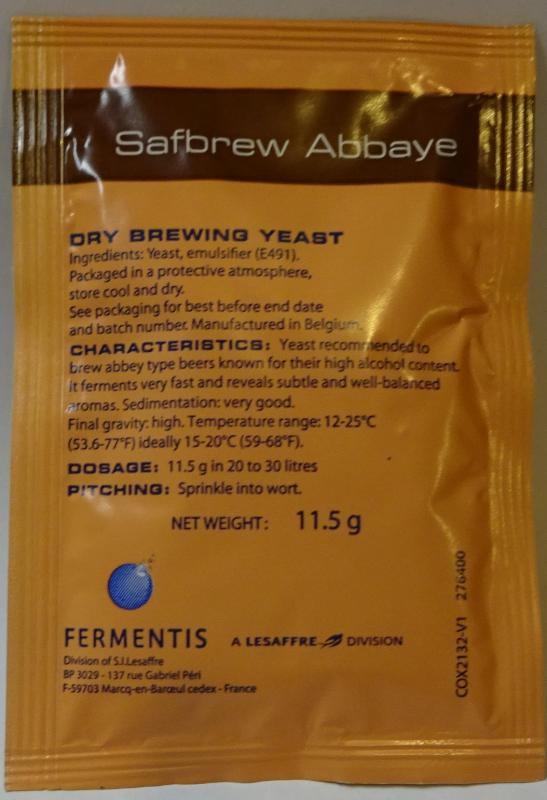 Safbrew Abbaye
DRY BREWING YEAST
Ingredients: Yeast, emulsifier (E491).
Packaged in a protective atmosphere,
store cool and dry.
See packaging for best before end date
and batch number. Manufactured in Belgium.
CHARACTERISTICS: Yeast recommended to
brew abbey type beers known for their high alcohol content.
It ferments very fast and reveals subtle and well-balanced
aromas. Sedimentation: very good.
Final gravity: high. Temperature range: 12-25°C
(53.6-77°F) ideally 15-20°C (59-68°F).
DOSAGE: 11.5 g in 20 to 30 litres
PITCHING: Sprinkle into wort.
NET WEIGHT: 11.5 g
FERMENTIS A LESAFFRE DIVISION
Division of S.I.Lesaffre
BP 3029 - 137 rue Gabriel Péri
F-59703 Marcq-en-Barœul cedex - France
COX2132-V1 276400